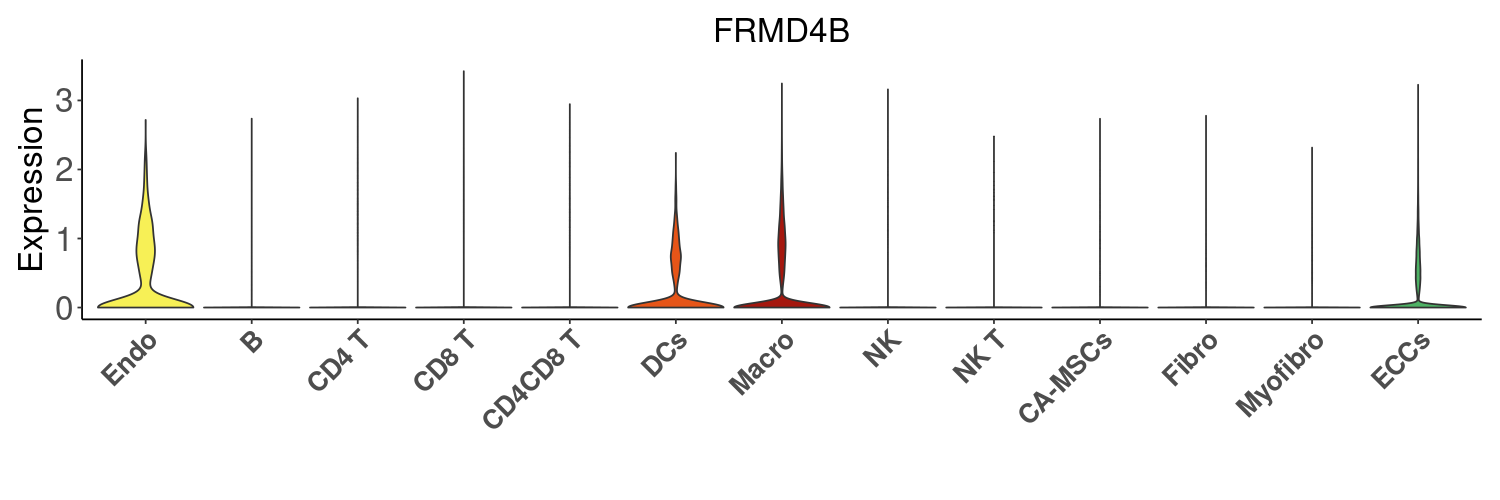 FRMD4B
Expression
3
2
1
0
Endo
B
CD4 T
CD8 T
CD4CD8 T
DCs
Macro
NK
NK T
CA-MSCs
Fibro
Myofibro
ECCs